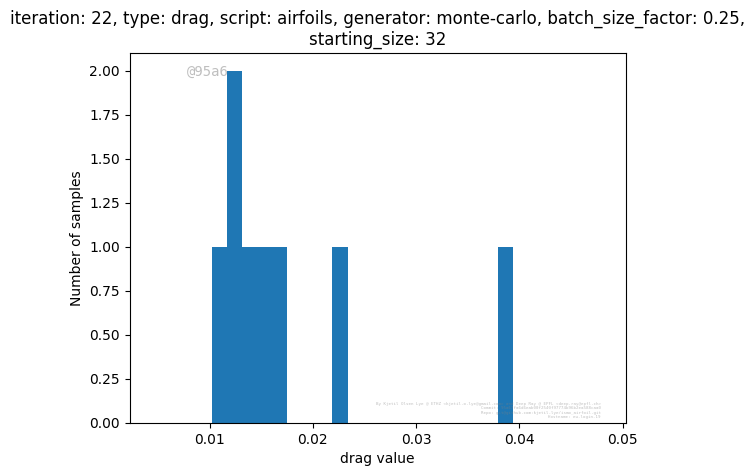 iteration: 22, type: drag, script: airfoils, generator: monte-carlo, batch_size_factor: 0.25,
starting_size: 32
@95a6
2.00
1.75
1.50
1.25
1.00
0.75
0.50
0.25
0.00
Number of samples
0.01
0.02
0.03
0.04
0.05
drag value